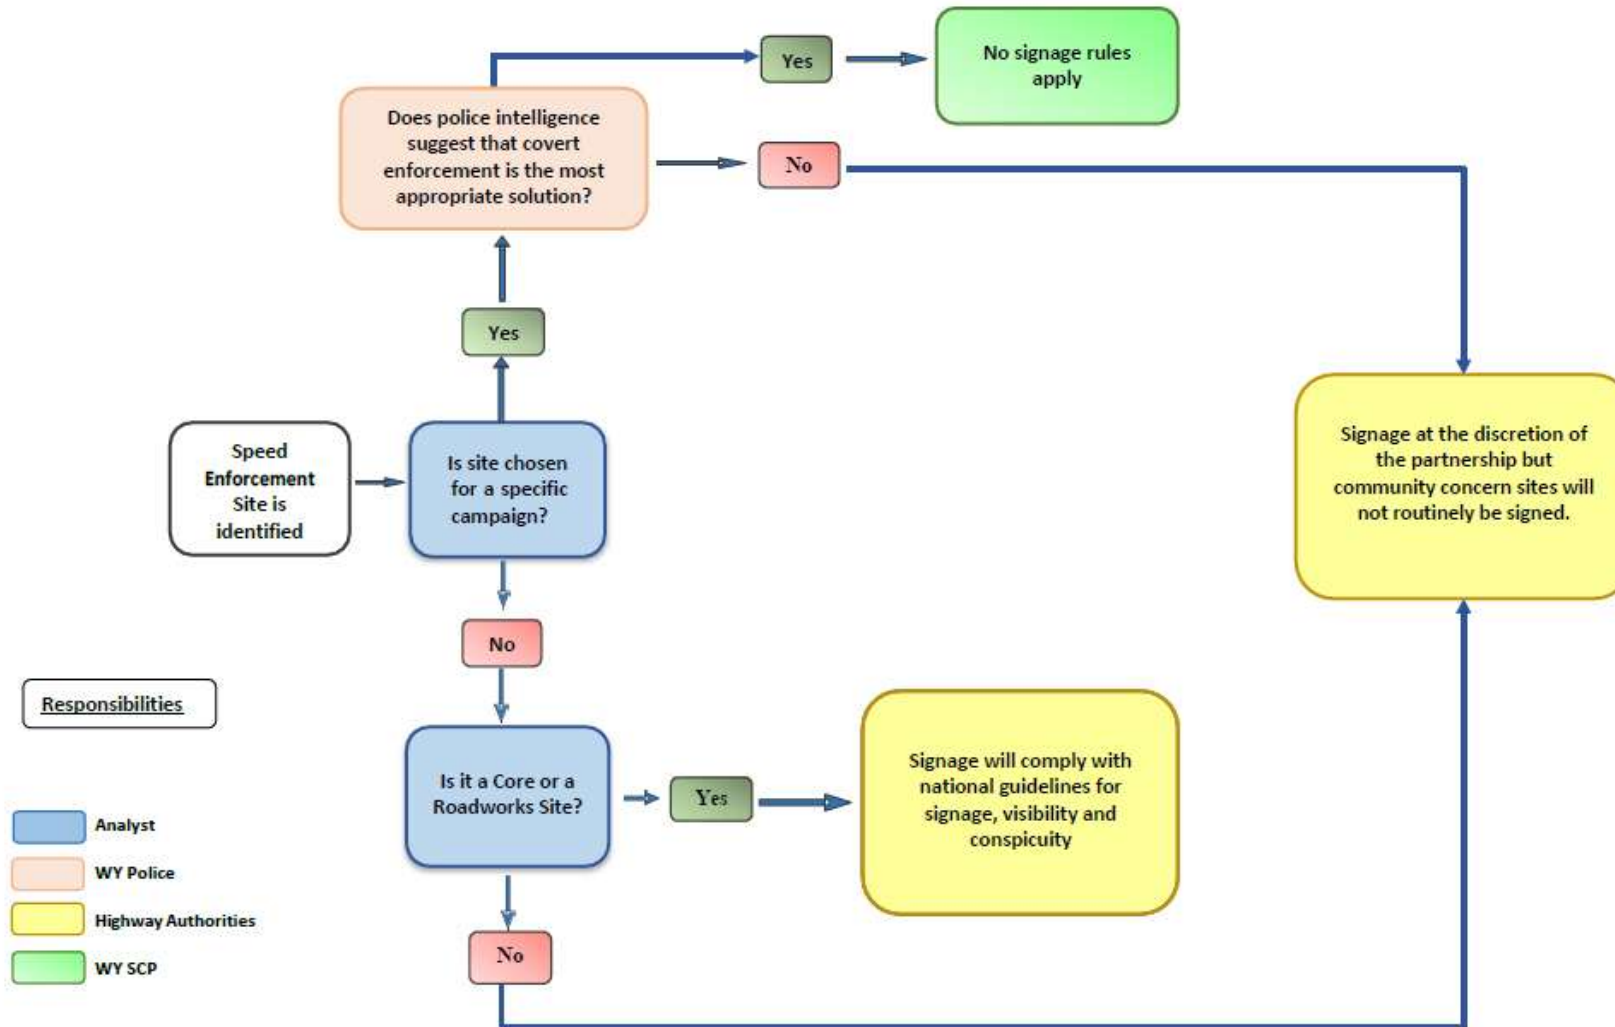 Yes
No signage rules
apply
Does police intelligence
suggest that covert
enforcement is the most
appropriate solution?
No
Yes
Speed
Enforcement
Site is
identified
Is site chosen
for a specific
campaign?
Signage at the discretion of
the partnership but
community concern sites will
not routinely be signed.
No
Responsibilities
Is it a Core or a
Roadworks Site?
Yes
Signage will comply with
national guidelines for
signage, visibility and
conspicuity
Analyst
WY Police
Highway Authorities
WY SCP
No